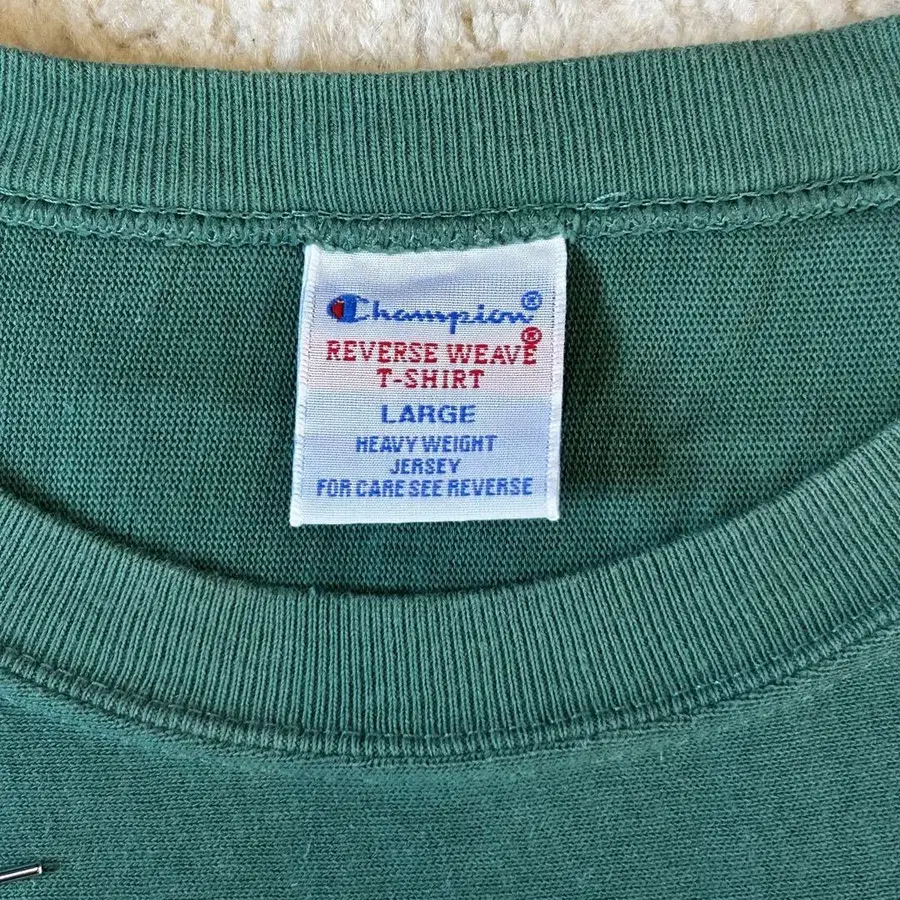 Champion®
REVERSE WEAVE®
T-SHIRT
LARGE
HEAVY WEIGHT
JERSEY
FOR CARE SEE REVERSE